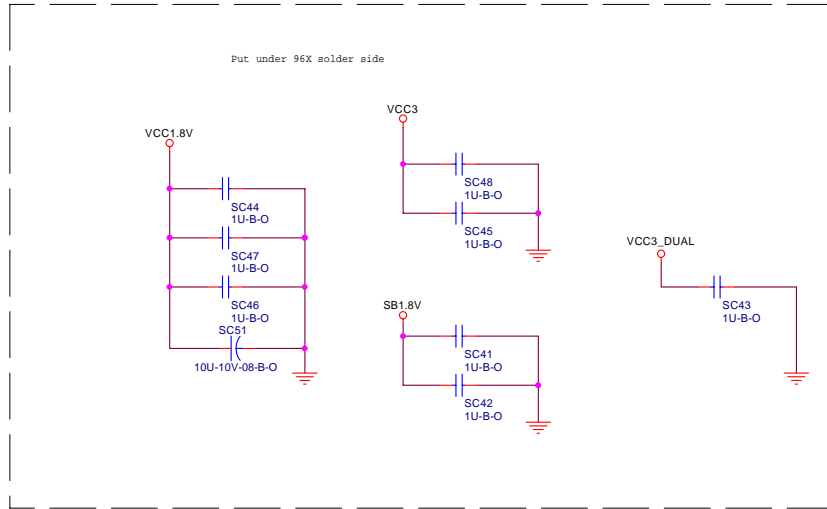 Put under 96X solder side
VCC1.8V
SC44
1U-B-O
SC47
1U-B-O
SC46
1U-B-O
SC51
10U-10V-08-B-O
VCC3
SC48
1U-B-O
SC45
1U-B-O
SB1.8V
SC41
1U-B-O
SC42
1U-B-O
VCC3_DUAL
SC43
1U-B-O